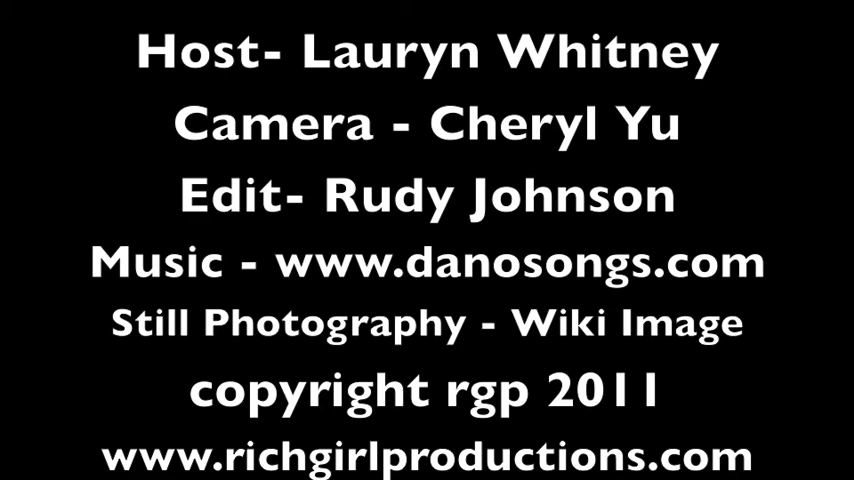 Host- Lauryn Whitney
Camera - Cheryl Yu
Edit- Rudy Johnson
Music - www.danosongs.com
Still Photography - Wiki Image
copyright rgp 2011
www.richgirlproductions.com